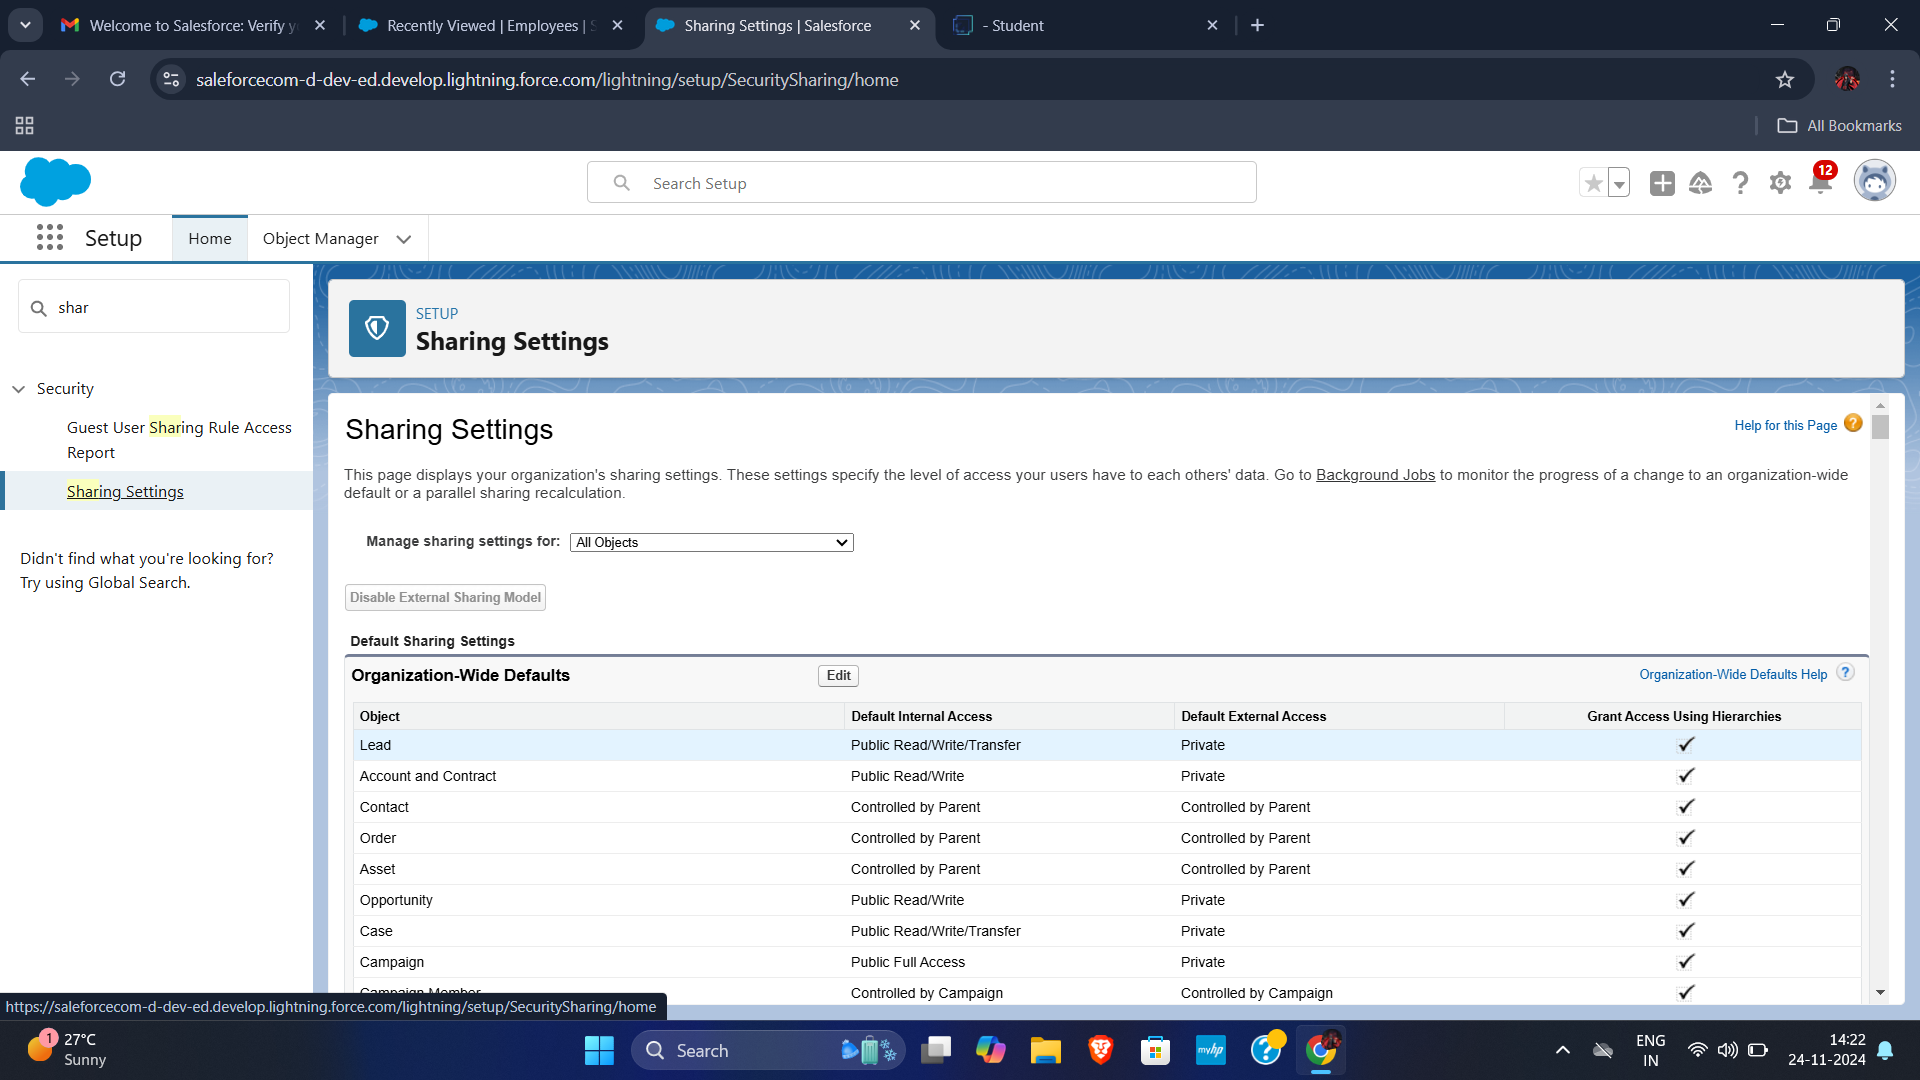 Welcome to Salesforce: Verify y
Recently Viewed | Employees | S
Sharing Settings | Salesforce
- Student
saleforcecom-d-dev-ed.develop.lightning.force.com/lightning/setup/SecuritySharing/home
All Bookmarks
Search Setup
12
Setup
Home
Object Manager
shar
Security
Guest User Sharing Rule Access
Report
Sharing Settings
Didn't find what you're looking for?
Try using Global Search.
SETUP
Sharing Settings
Sharing Settings
Help for this Page
This page displays your organization's sharing settings. These settings specify the level of access your users have to each others' data. Go to Background Jobs to monitor the progress of a change to an organization-wide
default or a parallel sharing recalculation.
Manage sharing settings for: All Objects
Disable External Sharing Model
Default Sharing Settings
Organization-Wide Defaults Edit Organization-Wide Defaults Help ?
Object Default Internal Access Default External Access Grant Access Using Hierarchies
Lead Public Read/Write/Transfer Private
Account and Contract Public Read/Write Private
Contact Controlled by Parent Controlled by Parent
Order Controlled by Parent Controlled by Parent
Asset Controlled by Parent Controlled by Parent
Opportunity Public Read/Write Private
Case Public Read/Write/Transfer Private
Campaign Public Full Access Private
Campaign Member Controlled by Campaign Controlled by Campaign
https://saleforcecom-d-dev-ed.develop.lightning.force.com/lightning/setup/SecuritySharing/home
1
27°C
Sunny
Search
myhp
ENG
IN
14:22
24-11-2024